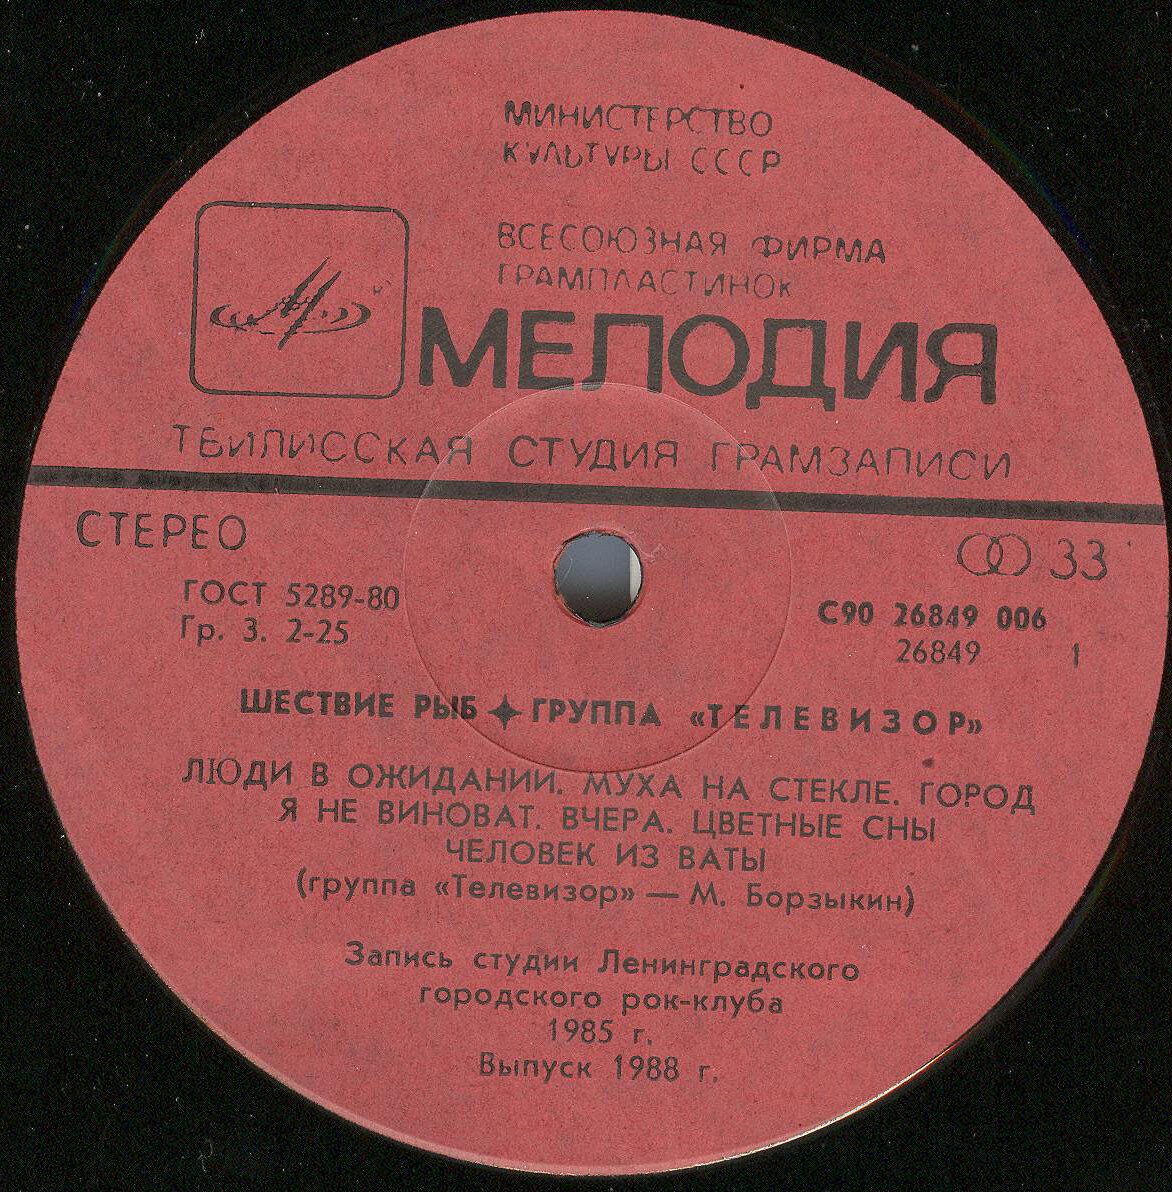 МИНИСТЕРСТВО
КУЛЬТУРЫ СССР
ВСЕСОЮЗНАЯ ФИРМА
ГРАМПЛАСТИНОК
МЕЛОДИЯ
ТБИЛИССКАЯ СТУДИЯ ГРАМЗАПИСИ
СТЕРЕО
33
ГОСТ 5289-80
Гр. 3. 2-25
С90 26849 006
26849 1
ШЕСТВИЕ РЫБ ✦ ГРУППА «ТЕЛЕВИЗОР»
ЛЮДИ В ОЖИДАНИИ. МУХА НА СТЕКЛЕ. ГОРОД
Я НЕ ВИНОВАТ. ВЧЕРА. ЦВЕТНЫЕ СНЫ
ЧЕЛОВЕК ИЗ ВАТЫ
(группа «Телевизор» — М. Борзыкин)
Запись студии Ленинградского
городского рок-клуба
1985 г.
Выпуск 1988 г.